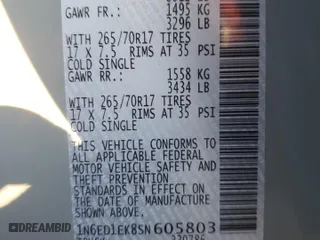 GAWR FR.: 1495 KG
3296 LB
WITH 265/70R17 TIRES
17 X 7.5 RIMS AT 35 PSI
COLD SINGLE
GAWR RR.: 1558 KG
3434 LB
WITH 265/70R17 TIRES
17 X 7.5 RIMS AT 35 PSI
COLD SINGLE
THIS VEHICLE CONFORMS TO
ALL APPLICABLE FEDERAL
MOTOR VEHICLE SAFETY AND
THEFT PREVENTION
STANDARDS IN EFFECT ON
THE DATE OF MANUFACTURE
SHOWN ABOVE.
1N6ED1EK8SN605803